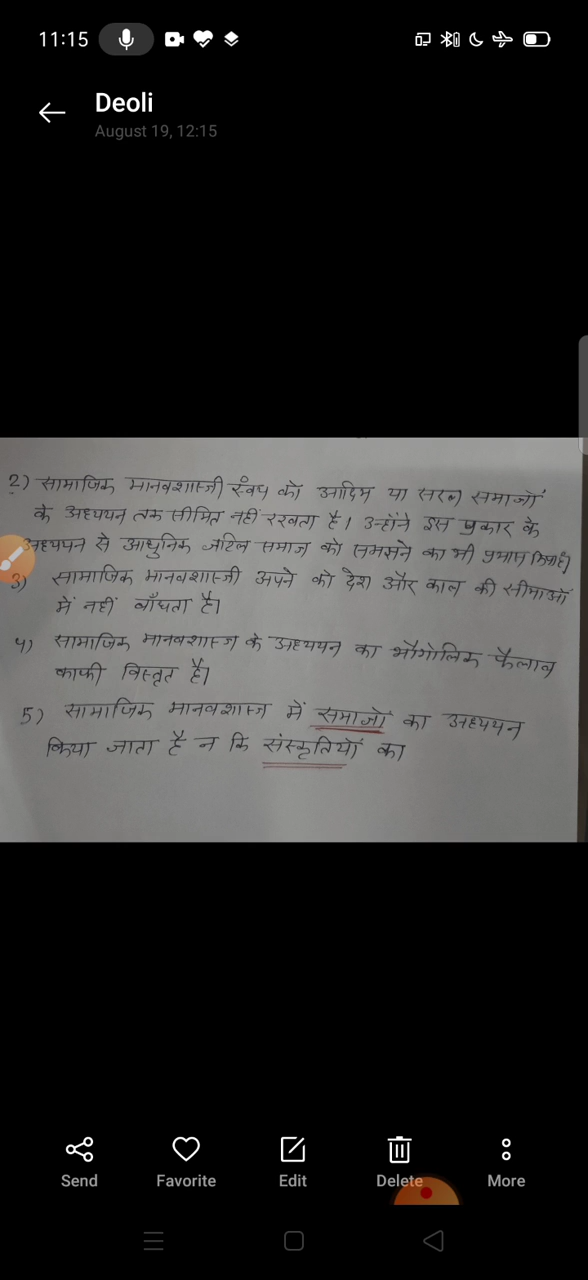 11:15
Deoli
August 19, 12:15
2) सामाजिक मानवशास्त्री स्वंय को आदिम या सरल समाजों
के अध्ययन तक सीमित नहीं रखता है। उन्होंने इस प्रकार के
अध्ययन से आधुनिक जटिल समाज को समझने का भी प्रयास किया है।
3) सामाजिक मानवशास्त्री अपने को देश और काल की सीमाओं
में नहीं बाँधता है।
4) सामाजिक मानवशास्त्र के अध्ययन का भौगोलिक फैलाव
काफी विस्तृत है।
5) सामाजिक मानवशास्त्र में समाजों का अध्ययन
किया जाता है न कि संस्कृतियों का
Send Favorite Edit Delete More